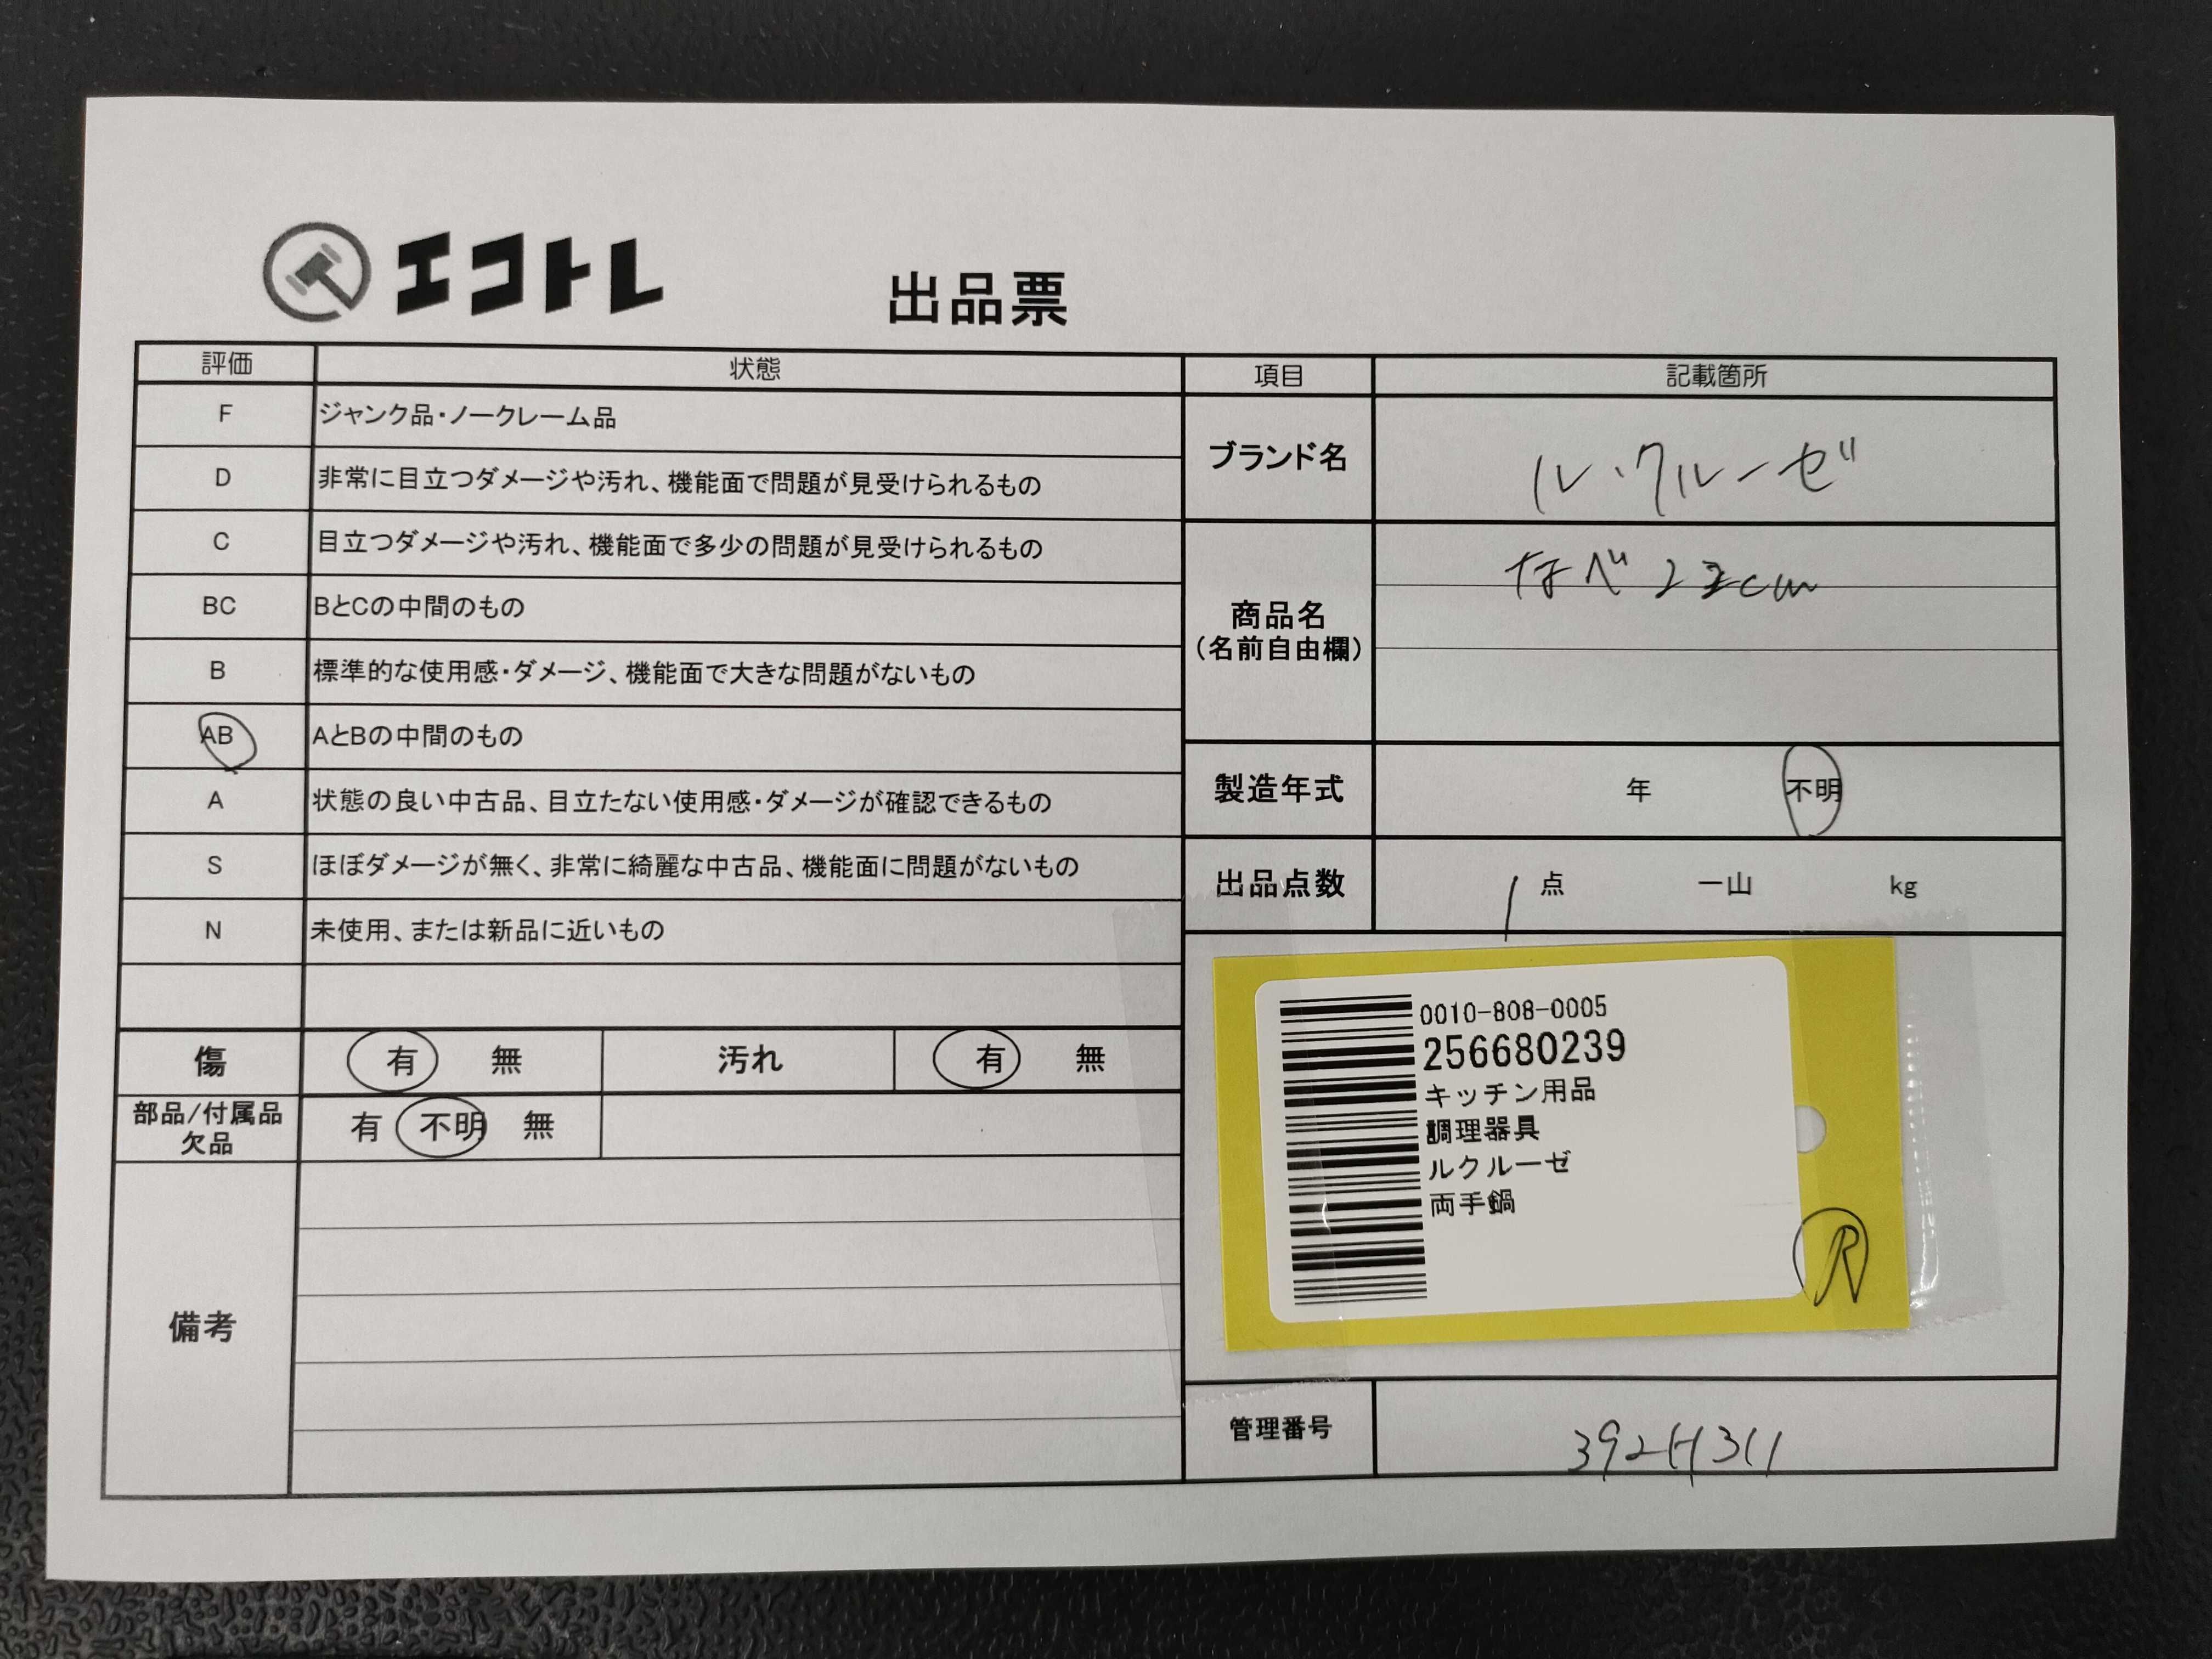 エコトレ
出品票
評価 状態
F ジャンク品・ノークレーム品
D 非常に目立つダメージや汚れ、機能面で問題が見受けられるもの
C 目立つダメージや汚れ、機能面で多少の問題が見受けられるもの
BC BとCの中間のもの
B 標準的な使用感・ダメージ、機能面で大きな問題がないもの
AB AとBの中間のもの
A 状態の良い中古品、目立たない使用感・ダメージが確認できるもの
S ほぼダメージが無く、非常に綺麗な中古品、機能面に問題がないもの
N 未使用、または新品に近いもの
傷 有 無 汚れ 有 無
部品/付属品
欠品
有 不明 無
備考
項目 記載箇所
ブランド名 ル・クルーゼ
商品名
(名前自由欄)
なべ
製造年式 年 不明
出品点数 1 点 一山 kg
0010-808-0005
256680239
キッチン用品
調理器具
ルクルーゼ
両手鍋
R
管理番号 392H311